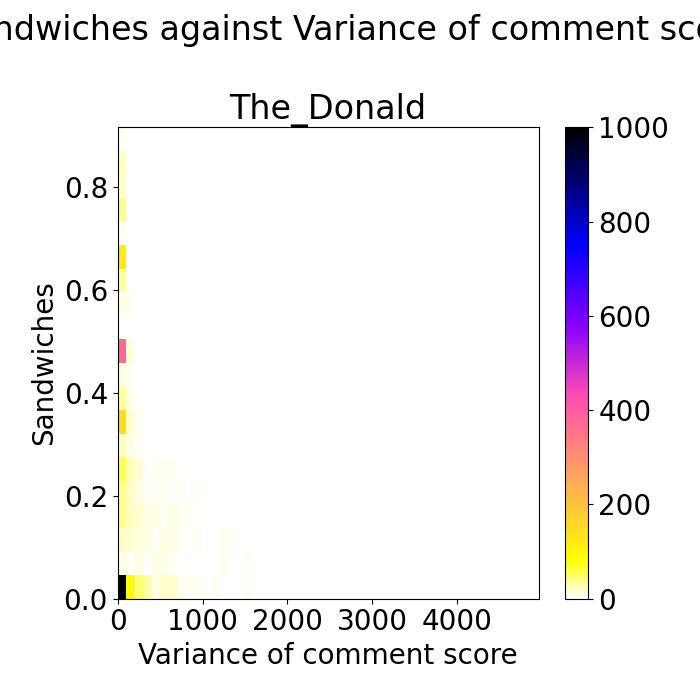 ndwiches against Variance of comment sco
The_Donald
1000
800
600
400
200
0
Sandwiches
0.8
0.6
0.4
0.2
0.0
0 1000 2000 3000 4000
Variance of comment score